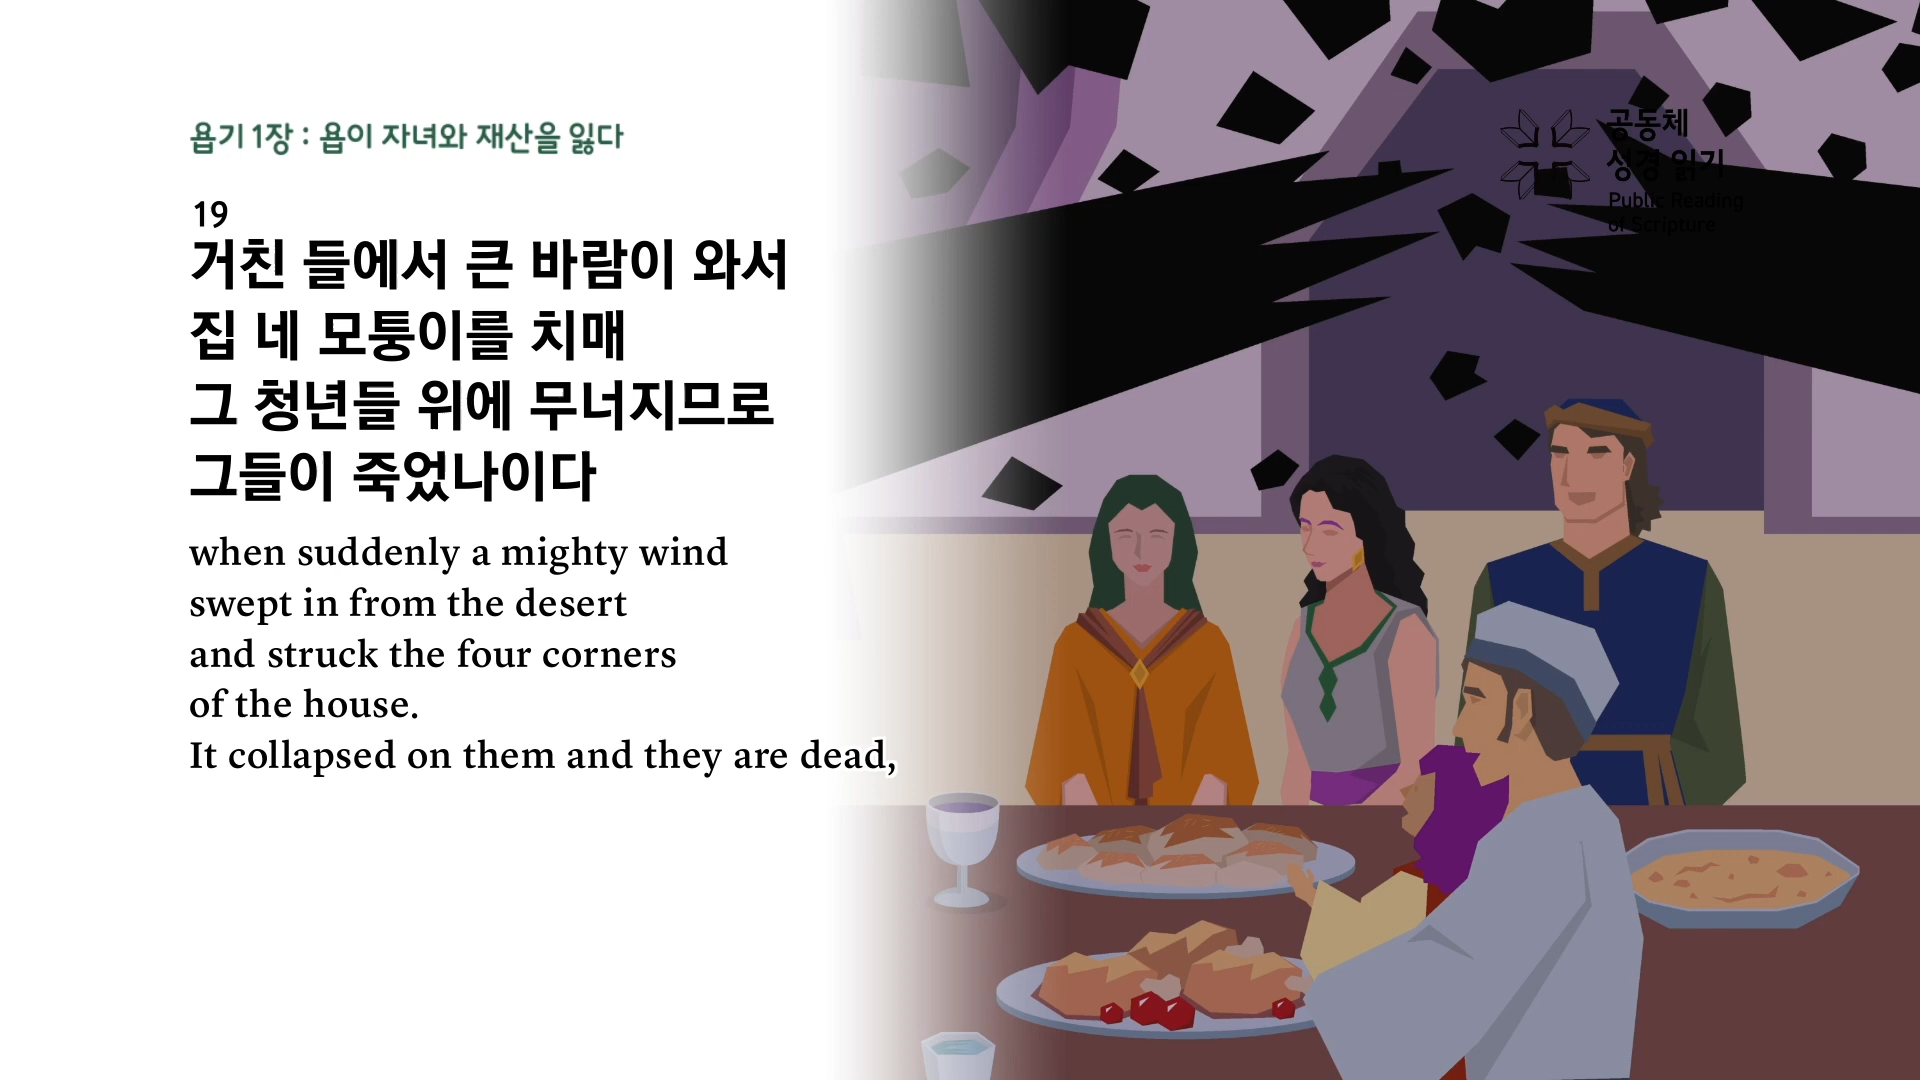 욥기 1장 : 욥이 자녀와 재산을 잃다
19
거친 들에서 큰 바람이 와서
집 네 모퉁이를 치매
그 청년들 위에 무너지므로
그들이 죽었나이다
when suddenly a mighty wind
swept in from the desert
and struck the four corners
of the house.
It collapsed on them and they are dead,
공동체
성경 읽기
Public Reading
of Scripture